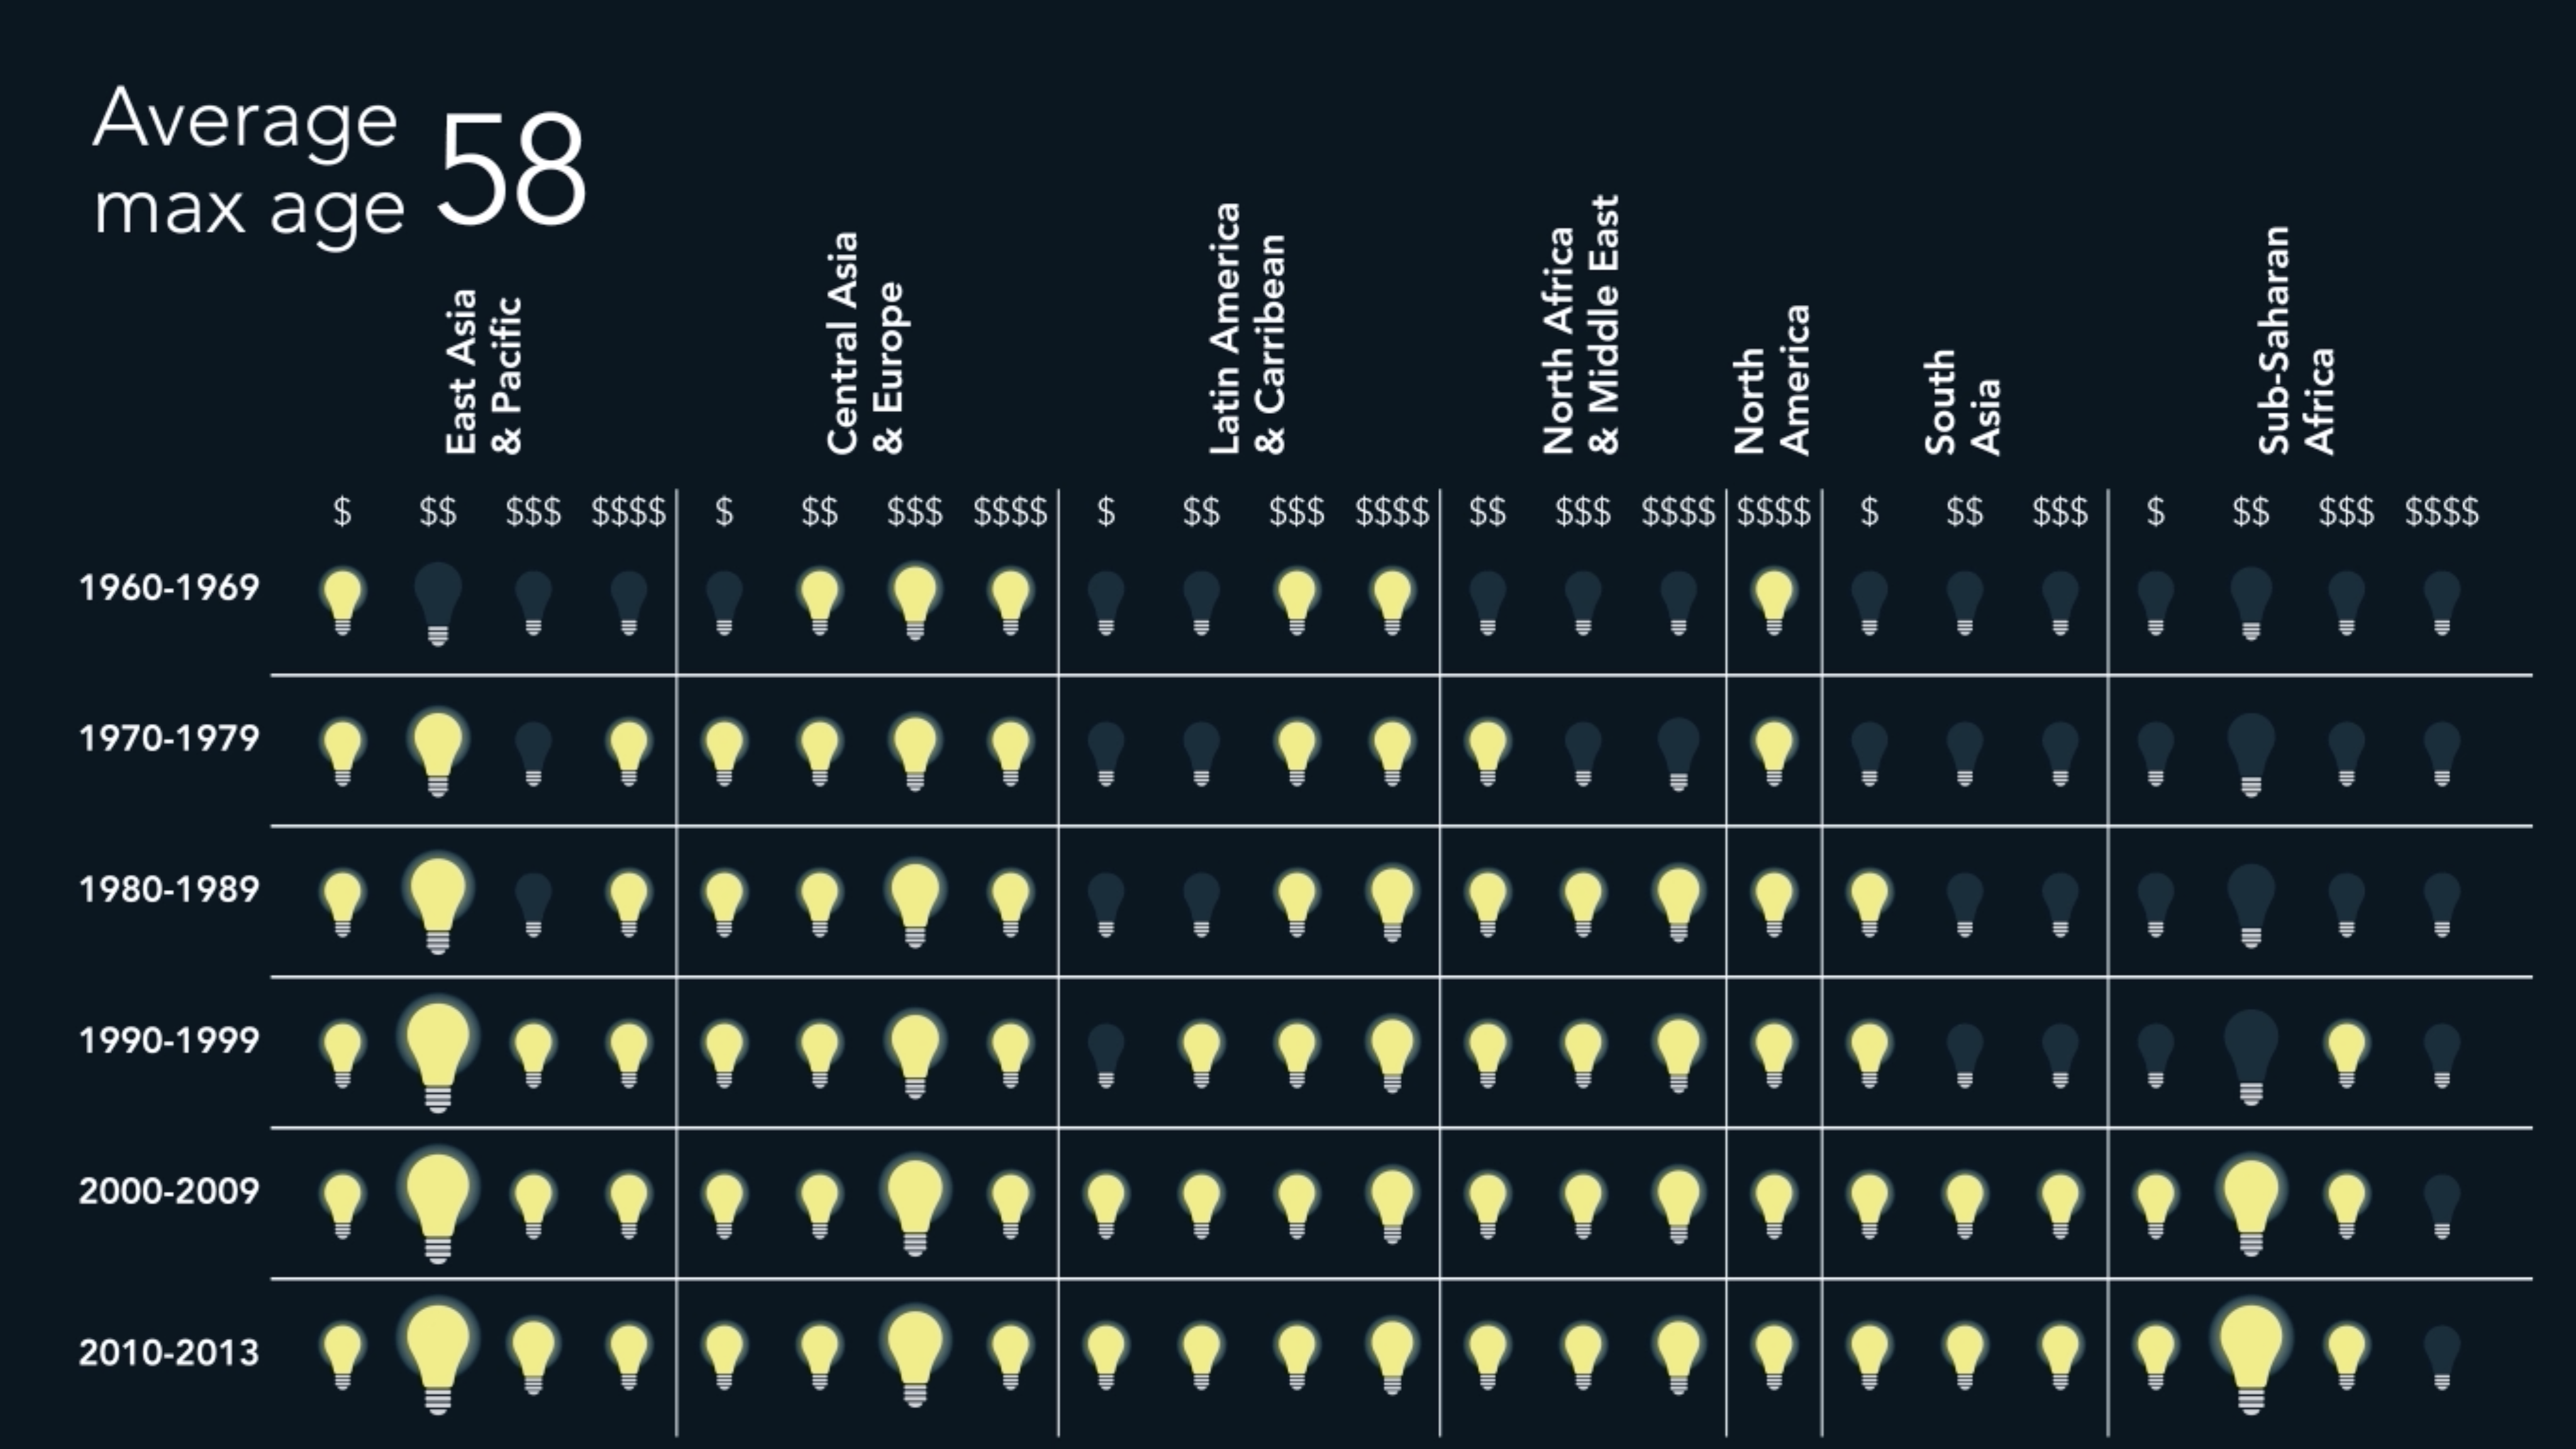 Average
max age
58
East Asia
& Pacific
Central Asia
& Europe
Latin America
& Carribean
North Africa
& Middle East
North
America
South
Asia
Sub-Saharan
Africa
$ $$ $$$ $$$$ $ $$ $$$ $$$$ $ $$ $$$ $$$$ $$ $$$ $$$$ $$$$ $ $$ $$$ $ $$ $$$ $$$$
1960-1969
1970-1979
1980-1989
1990-1999
2000-2009
2010-2013